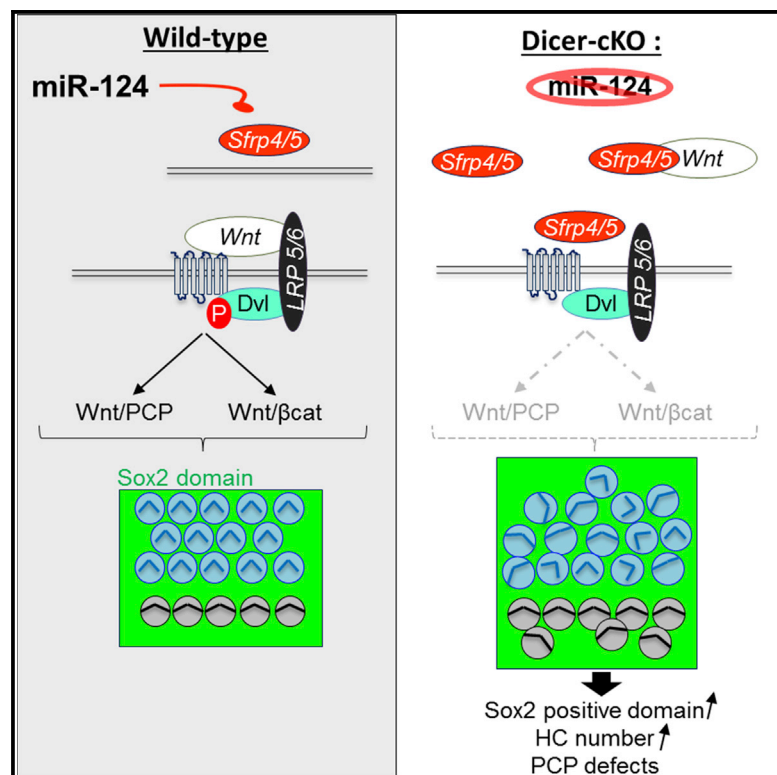 Wild-type
miR-124
Sfrp4/5
Wnt
LRP 5/6
Dvl
P
Wnt/PCP
Wnt/βcat
Sox2 domain
Dicer-cKO :
miR-124
Sfrp4/5
Sfrp4/5
Wnt
Sfrp4/5
LRP 5/6
Dvl
Wnt/PCP
Wnt/βcat
Sox2 positive domain
HC number
PCP defects